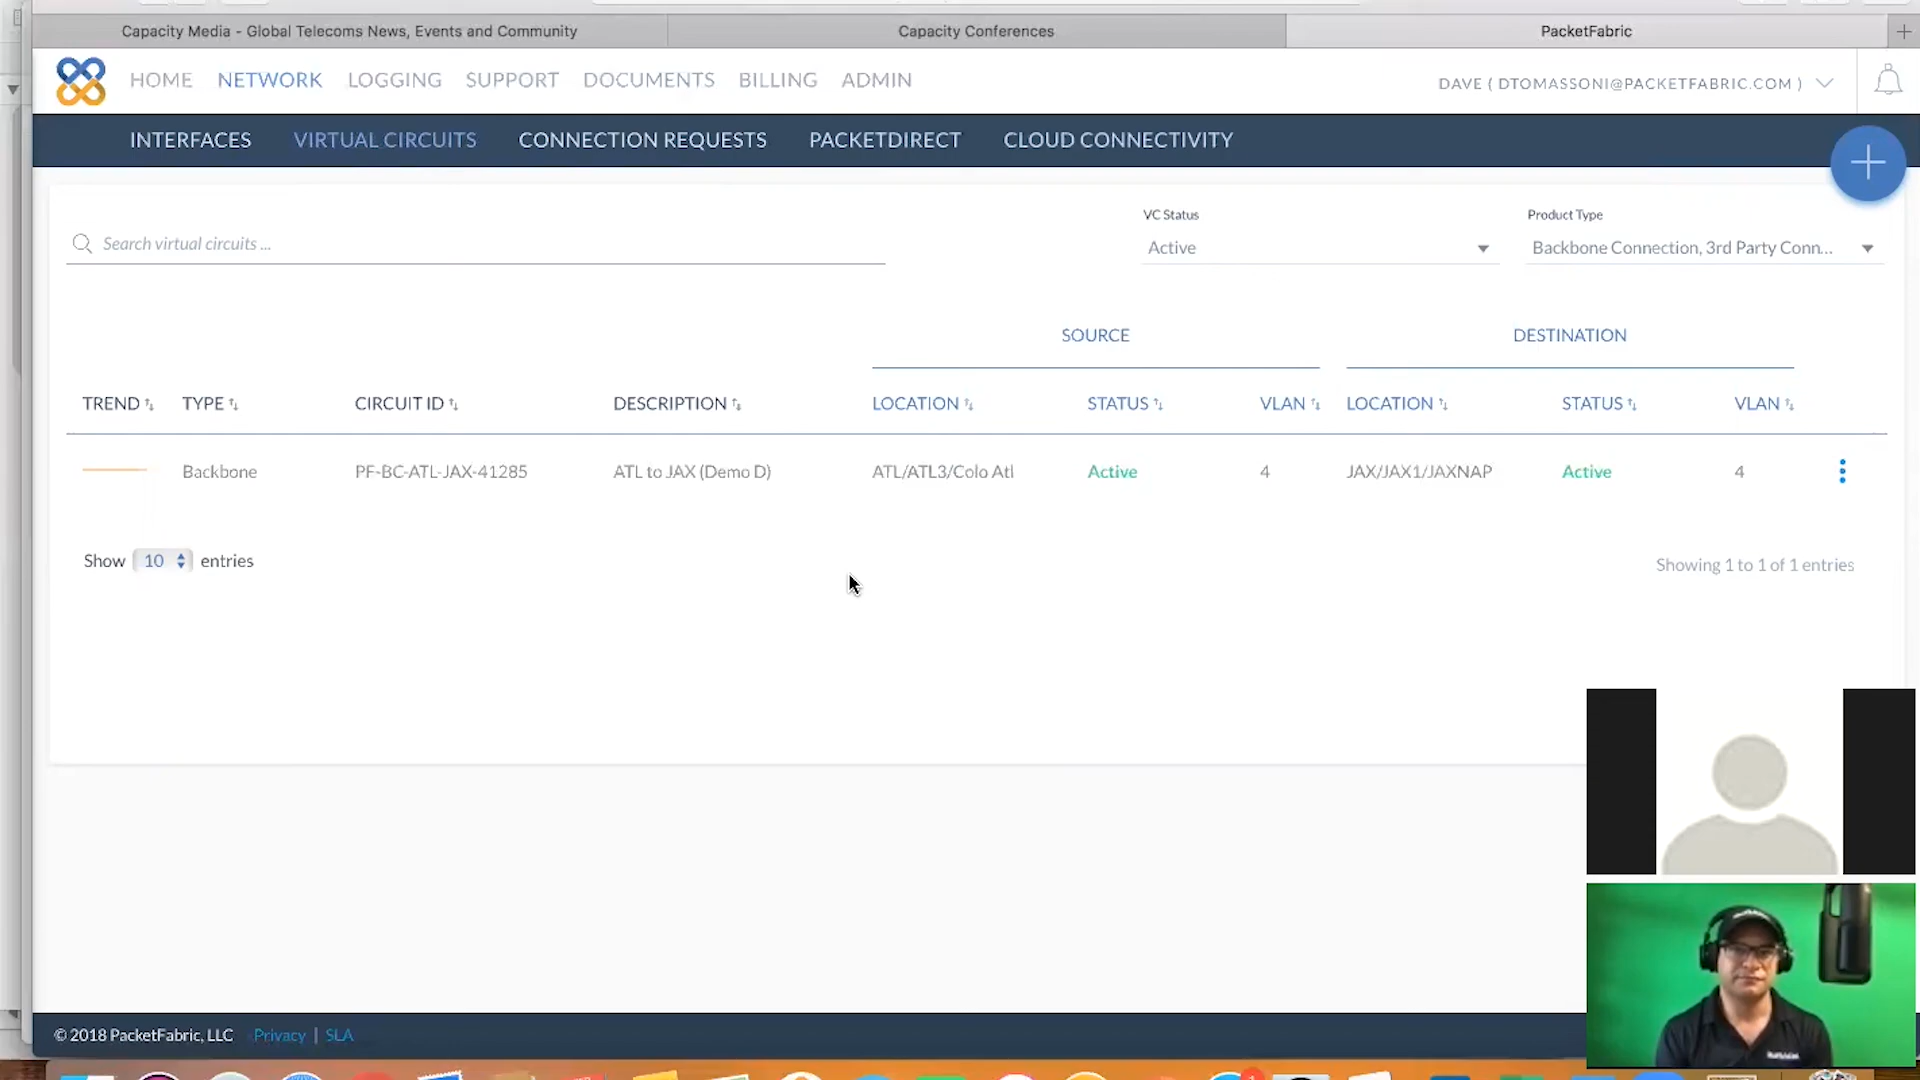 Capacity Media - Global Telecoms News, Events and Community
Capacity Conferences
PacketFabric
HOME NETWORK LOGGING SUPPORT DOCUMENTS BILLING ADMIN
DAVE ( DTOMASSONI@PACKETFABRIC.COM )
INTERFACES VIRTUAL CIRCUITS CONNECTION REQUESTS PACKETDIRECT CLOUD CONNECTIVITY
VC Status
Product Type
Search virtual circuits ...
Active
Backbone Connection, 3rd Party Conn...
SOURCE
DESTINATION
TREND TYPE CIRCUIT ID DESCRIPTION LOCATION STATUS VLAN LOCATION STATUS VLAN
Backbone PF-BC-ATL-JAX-41285 ATL to JAX (Demo D) ATL/ATL3/Colo Atl Active 4 JAX/JAX1/JAXNAP Active 4
Show 10 entries
Showing 1 to 1 of 1 entries
© 2018 PacketFabric, LLC Privacy | SLA